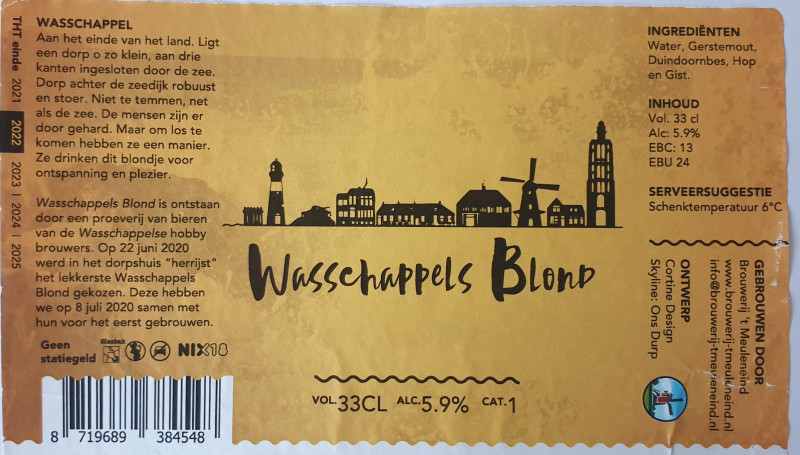 THT einde 2021 2022 2023 | 2024 | 2025
WASSCHAPPEL
Aan het einde van het land. Ligt
een dorp o zo klein, aan drie
kanten ingesloten door de zee.
Dorp achter de zeedijk robuust
en stoer. Niet te temmen, net
als de zee. De mensen zijn er
door gehard. Maar om los te
komen hebben ze een manier.
Ze drinken dit blondje voor
ontspanning en plezier.
Wasschappels Blond is ontstaan
door een proeverij van bieren
van de Wasschappelse hobby
brouwers. Op 22 juni 2020
werd in het dorpshuis “herrijst”
het lekkerste Wasschappels
Blond gekozen. Deze hebben
we op 8 juli 2020 samen met
hun voor het eerst gebrouwen.
Geen
statiegeld
Glasbak
NIX18
8 719689 384548
Wasschappels Blond
VOL.33CL ALC.5.9% CAT.1
INGREDIËNTEN
Water, Gerstemout,
Duindoornbes, Hop
en Gist.
INHOUD
Vol. 33 cl
Alc: 5.9%
EBC: 13
EBU 24
SERVEERSUGGESTIE
Schenktemperatuur 6°C
GEBROUWEN DOOR
Brouwerij 't Meuleneind
www.brouwerij-tmeuleneind.nl
info@brouwerij-tmeuleneind.nl
ONTWERP
Cortine Design
Skyline: Ons Durp